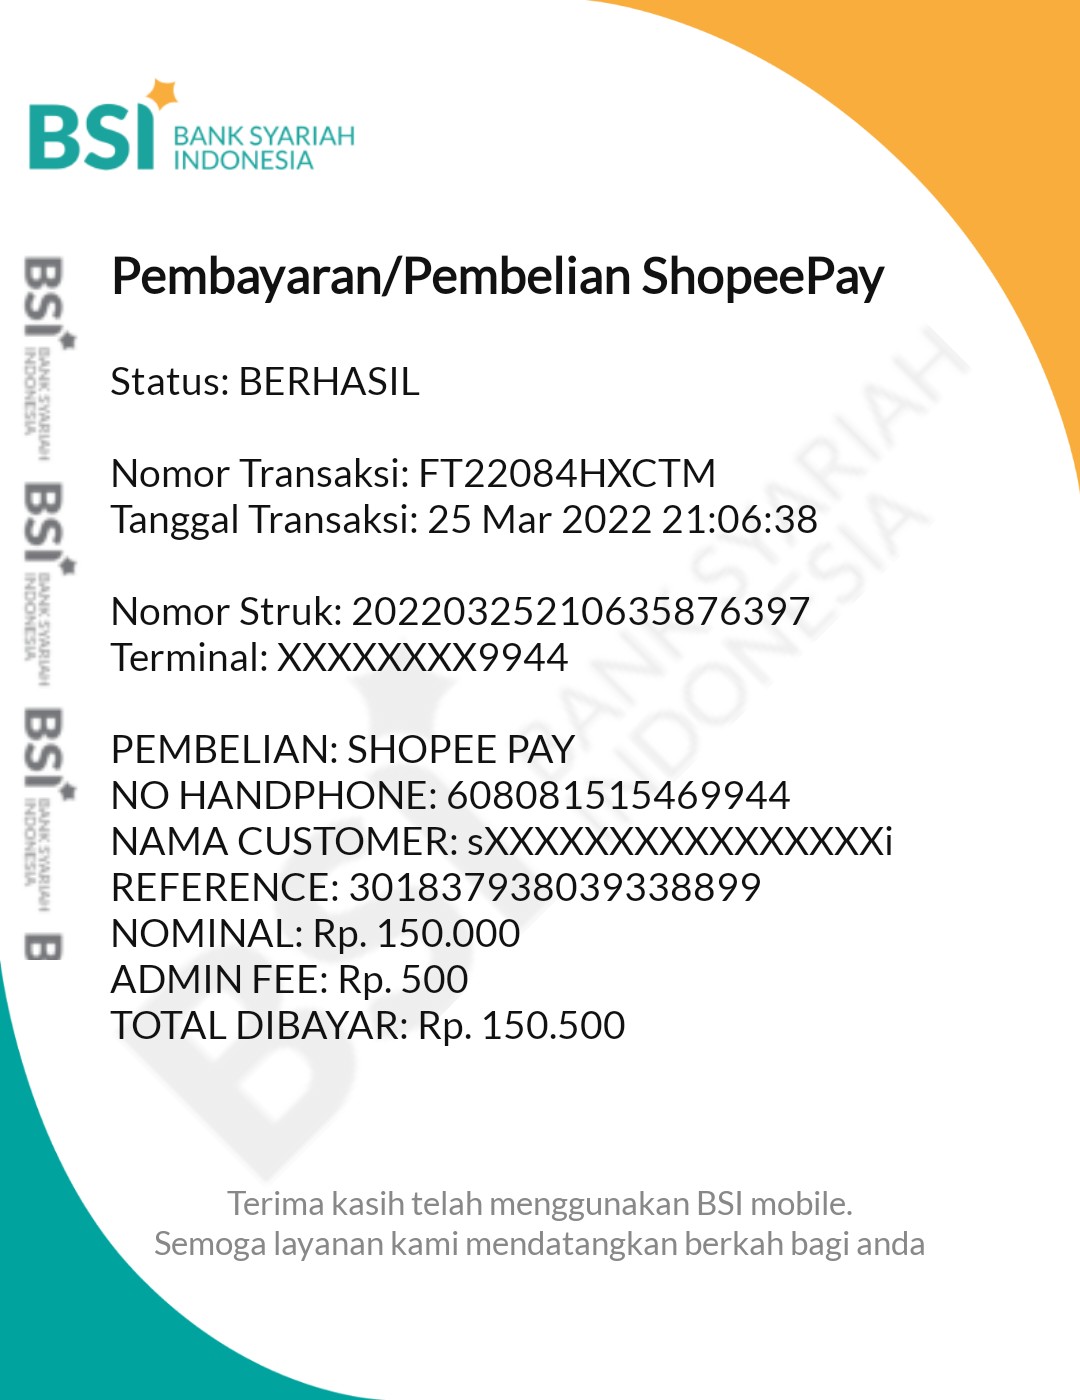 BSI BANK SYARIAH
INDONESIA
Pembayaran/Pembelian ShopeePay
Status: BERHASIL
Nomor Transaksi: FT22084HXCTM
Tanggal Transaksi: 25 Mar 2022 21:06:38
Nomor Struk: 20220325210635876397
Terminal: XXXXXXXX9944
PEMBELIAN: SHOPEE PAY
NO HANDPHONE: 608081515469944
NAMA CUSTOMER: sXXXXXXXXXXXXXXXXXi
REFERENCE: 301837938039338899
NOMINAL: Rp. 150.000
ADMIN FEE: Rp. 500
TOTAL DIBAYAR: Rp. 150.500
Terima kasih telah menggunakan BSI mobile.
Semoga layanan kami mendatangkan berkah bagi anda
BSI BANK SYARIAH
INDONESIA
BSI BANK SYARIAH
INDONESIA
BSI BANK SYARIAH
INDONESIA
B
BSI BANK SYARIAH
INDONESIA